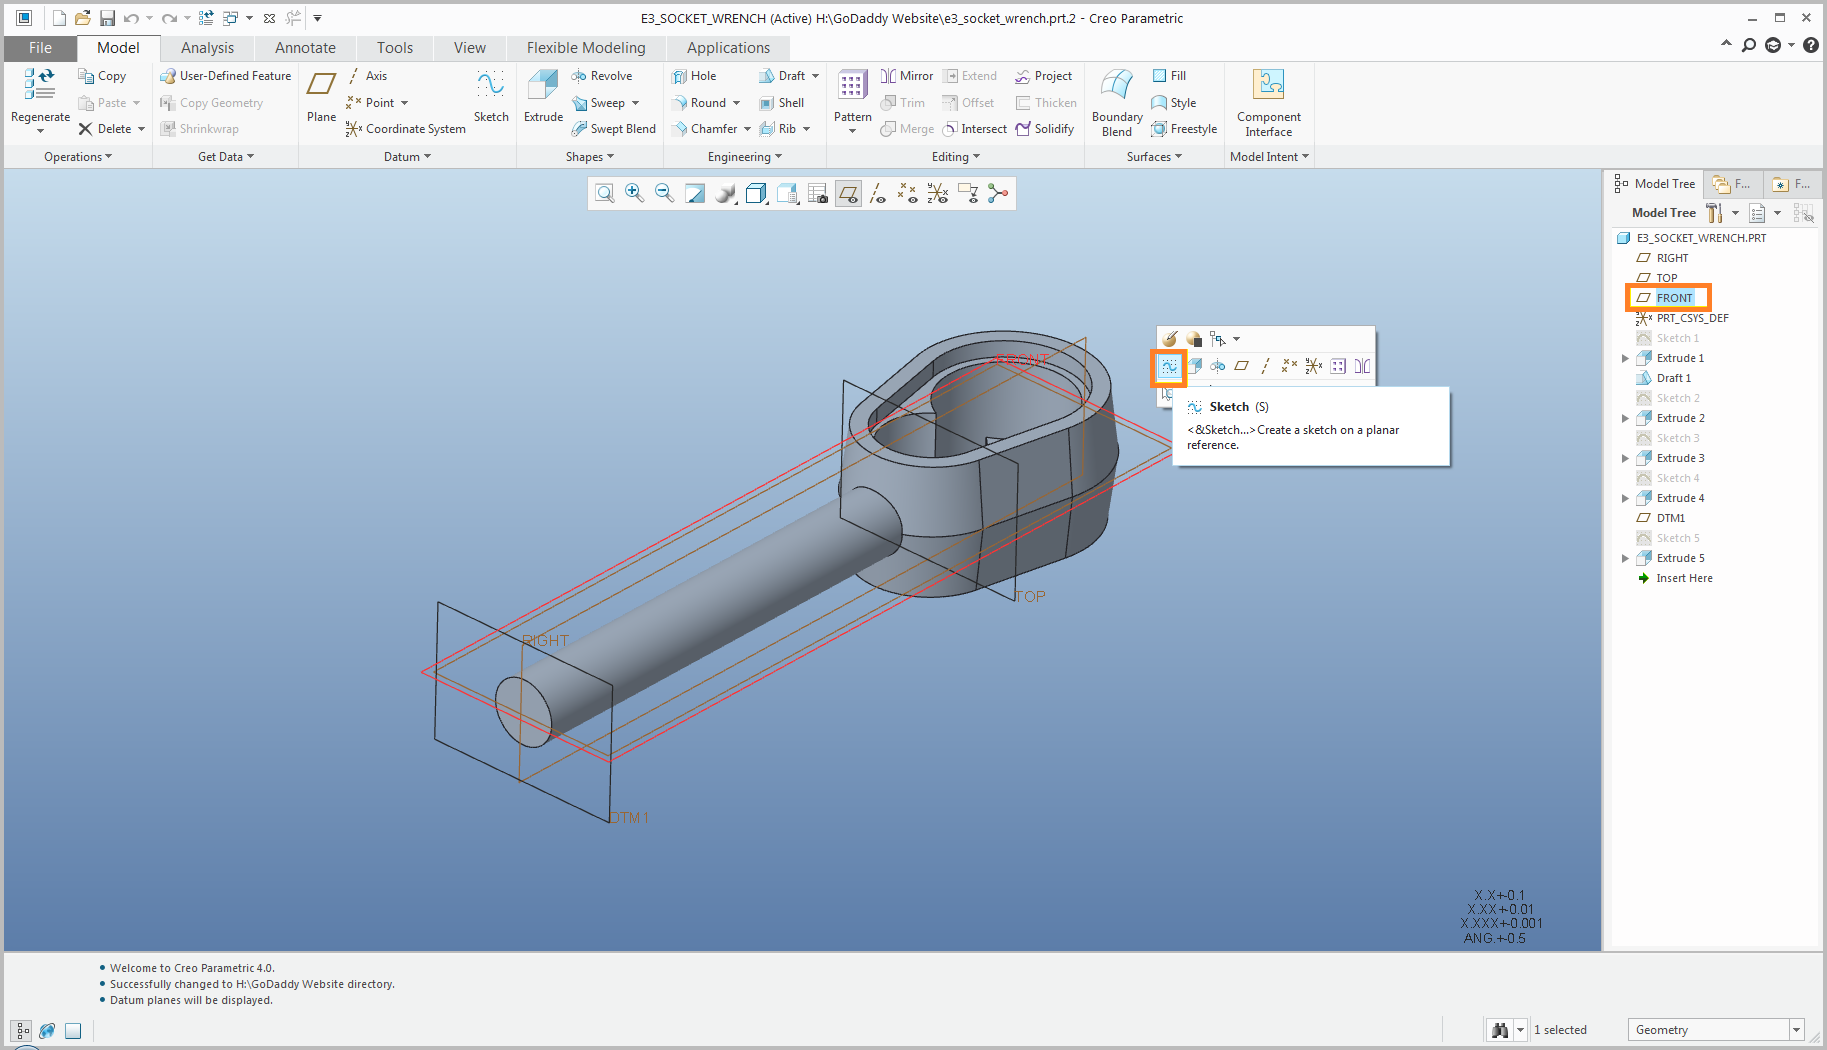 E3_SOCKET_WRENCH (Active) H:\GoDaddy Website\e3_socket_wrench.prt.2 - Creo Parametric
File Model Analysis Annotate Tools View Flexible Modeling Applications
Regenerate
Copy
Paste
Delete
Operations
User-Defined Feature
Copy Geometry
Shrinkwrap
Get Data
Plane
Axis
Point
Coordinate System
Sketch
Datum
Extrude
Revolve
Sweep
Swept Blend
Shapes
Hole
Round
Chamfer
Draft
Shell
Rib
Engineering
Pattern
Mirror
Trim
Merge
Extend
Offset
Intersect
Project
Thicken
Solidify
Editing
Boundary
Blend
Fill
Style
Freestyle
Surfaces
Component
Interface
Model Intent
Model Tree F... F...
Model Tree
E3_SOCKET_WRENCH.PRT
RIGHT
TOP
FRONT
PRT_CSYS_DEF
Sketch 1
Extrude 1
Draft 1
Sketch 2
Extrude 2
Sketch 3
Extrude 3
Sketch 4
Extrude 4
DTM1
Sketch 5
Extrude 5
Insert Here
FRONT
Sketch (S)
<&Sketch...>Create a sketch on a planar
reference.
TOP
RIGHT
DTM1
X.X+-0.1
X.XX+-0.01
X.XXX+-0.001
ANG.+-0.5
Welcome to Creo Parametric 4.0.
Successfully changed to H:\GoDaddy Website directory.
Datum planes will be displayed.
1 selected
Geometry